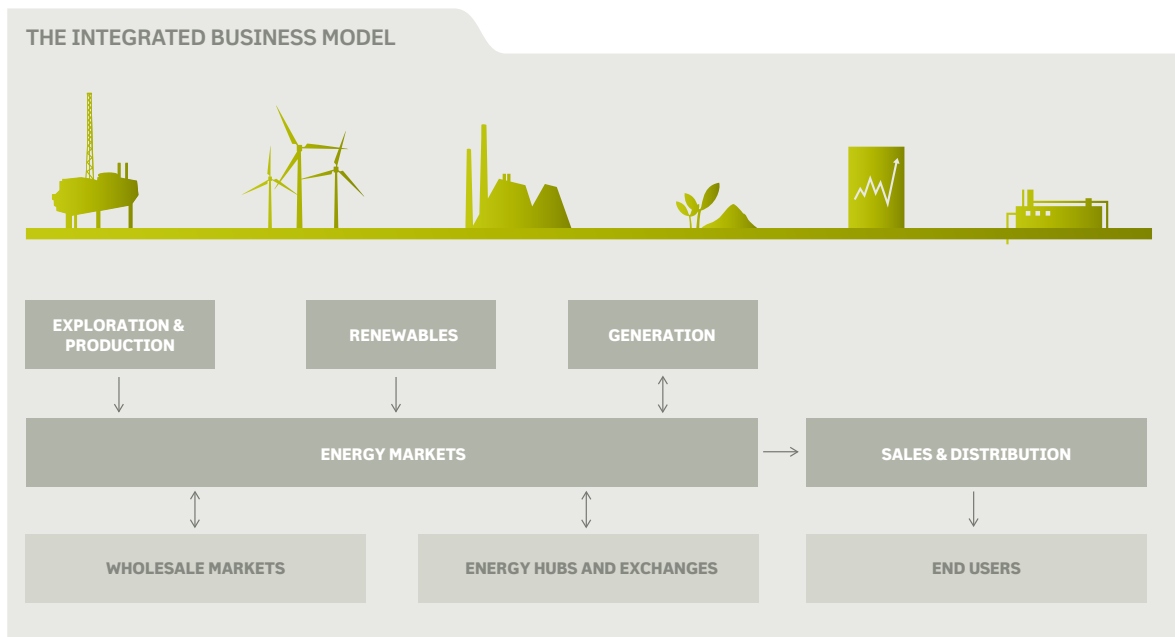 THE INTEGRATED BUSINESS MODEL
EXPLORATION &
PRODUCTION
RENEWABLES
GENERATION
ENERGY MARKETS
SALES & DISTRIBUTION
WHOLESALE MARKETS
ENERGY HUBS AND EXCHANGES
END USERS